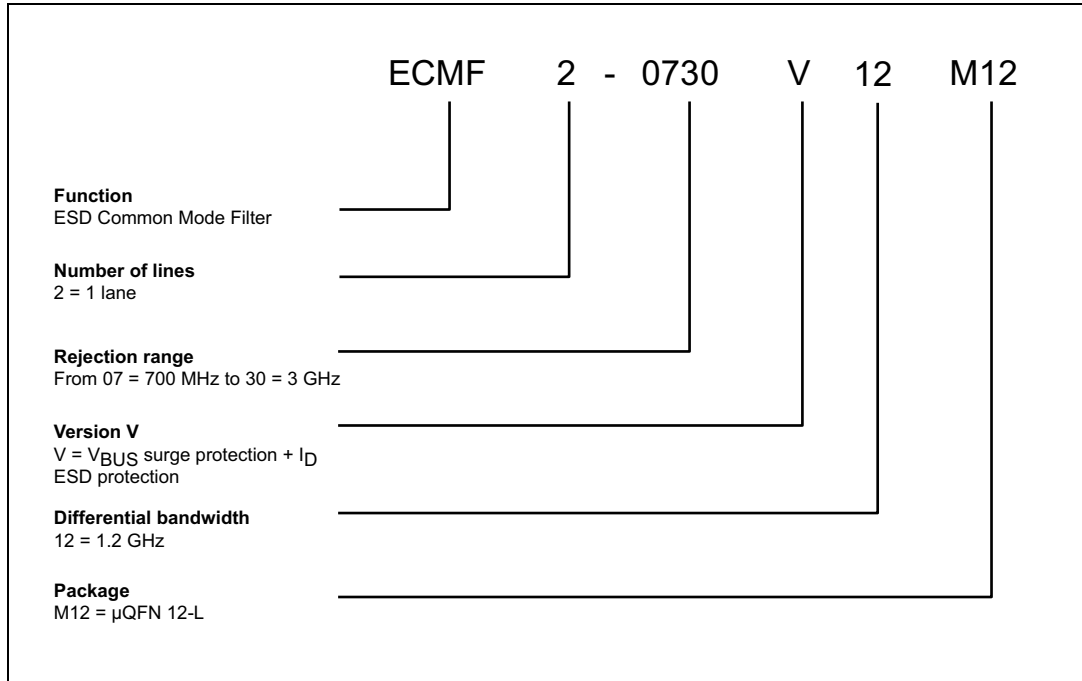 ECMF 2 - 0730 V 12 M12
Function
ESD Common Mode Filter
Number of lines
2 = 1 lane
Rejection range
From 07 = 700 MHz to 30 = 3 GHz
Version V
V = VBUS surge protection + ID
ESD protection
Differential bandwidth
12 = 1.2 GHz
Package
M12 = µQFN 12-L